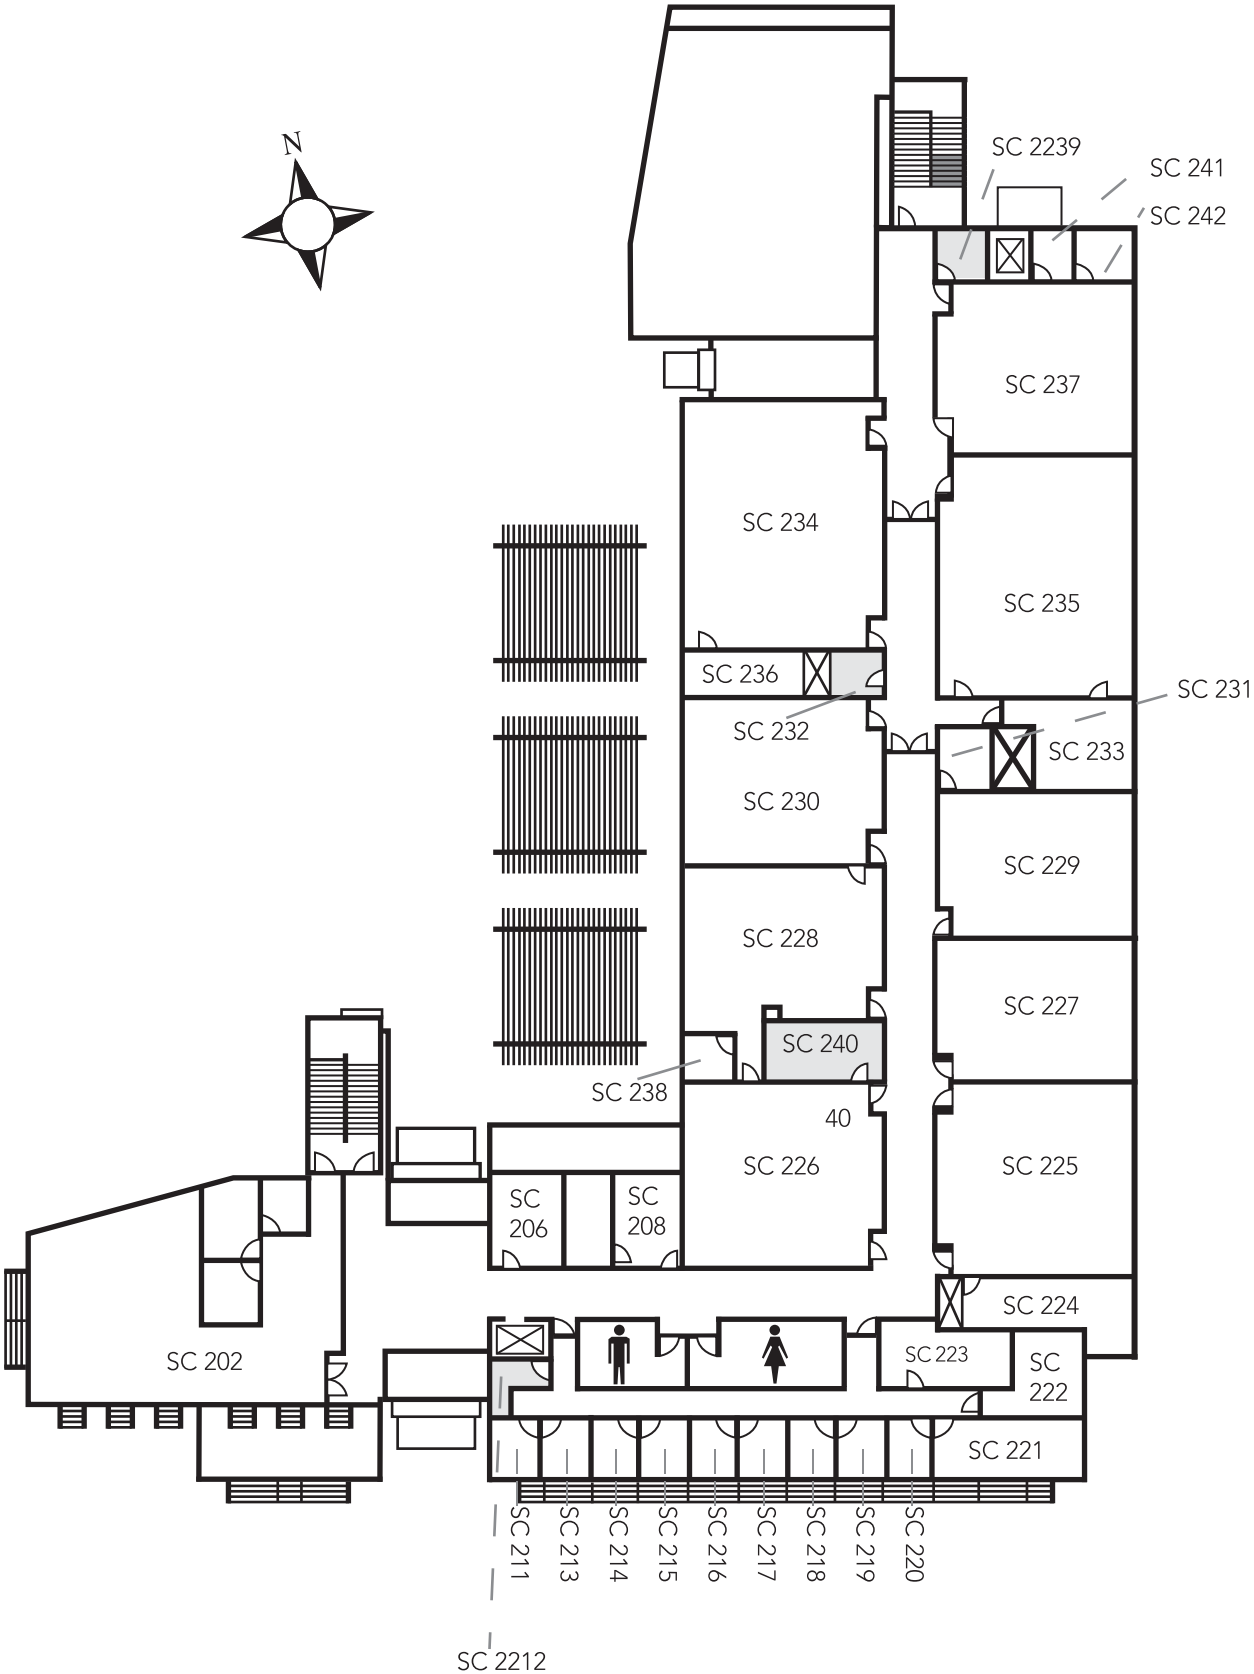 N
SC 2239
SC 241
SC 242
SC 237
SC 234
SC 235
SC 236
SC 231
SC 232
SC 233
SC 230
SC 229
SC 228
SC 227
SC 240
SC 238
40
SC 226
SC 225
SC
206
SC
208
SC 224
SC 202
SC 223
SC
222
SC 221
SC 211
SC 213
SC 214
SC 215
SC 216
SC 217
SC 218
SC 219
SC 220
SC 2212